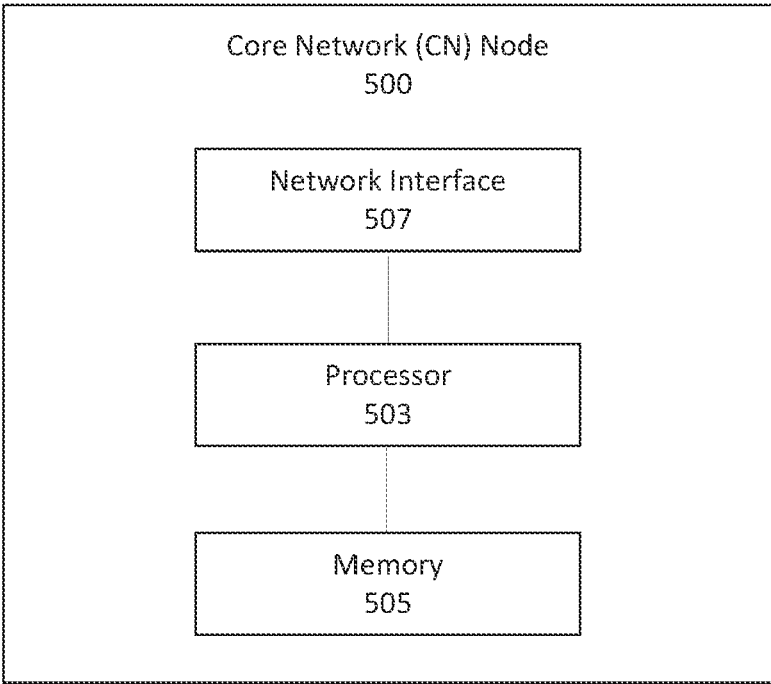 Core Network (CN) Node
500
Network Interface
507
Processor
503
Memory
505